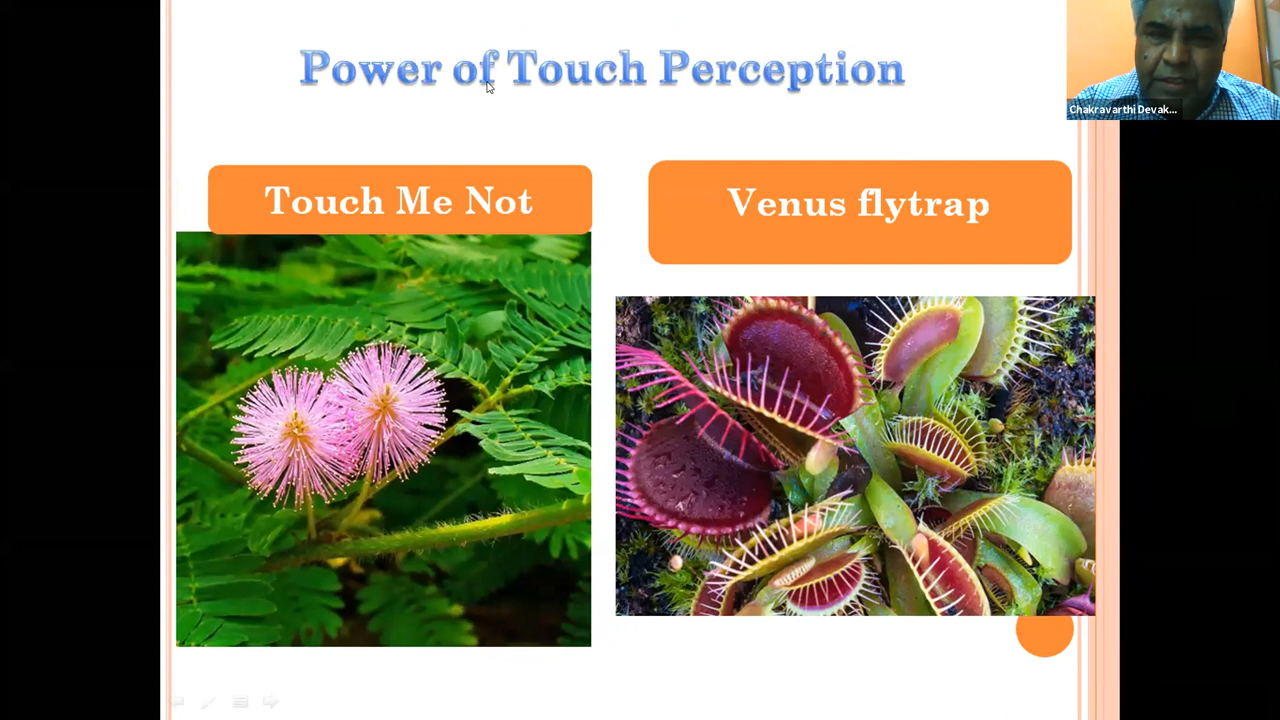 Power of Touch Perception
Chakravarthi Devak...
Touch Me Not
Venus flytrap